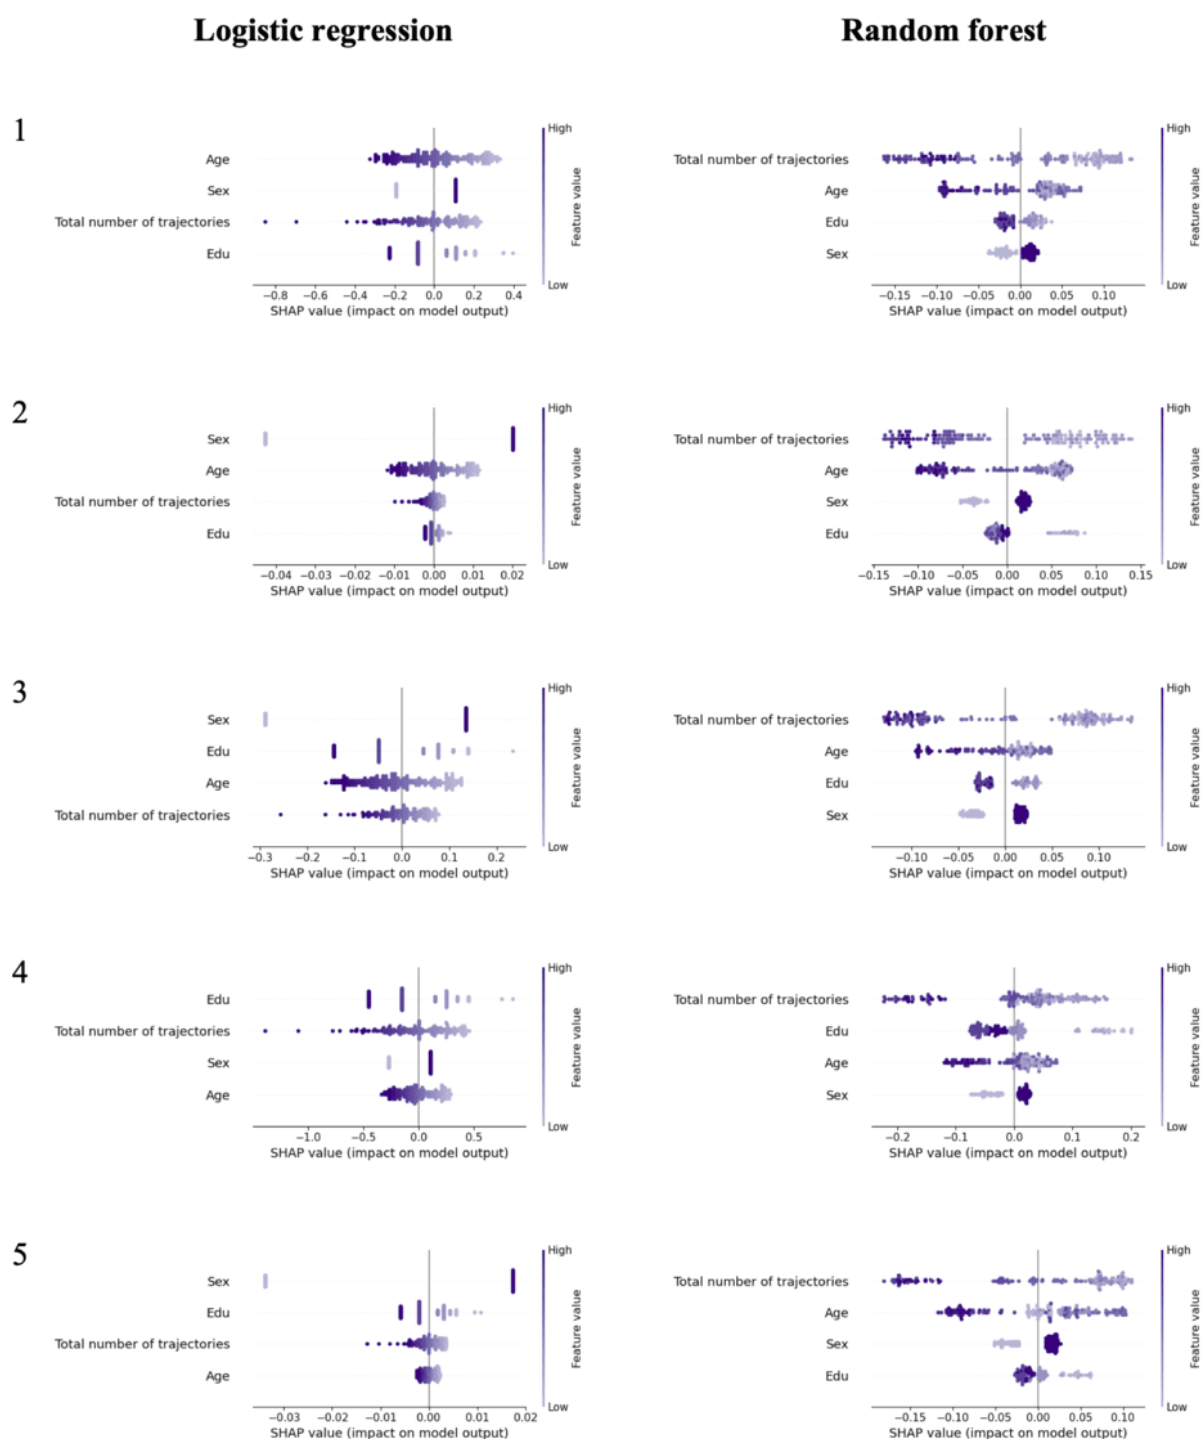 Logistic regression
Random forest
1
High
Age
Sex
Total number of trajectories
Edu
Feature value
Low
−0.8 −0.6 −0.4 −0.2 0.0 0.2 0.4
SHAP value (impact on model output)
High
Total number of trajectories
Age
Edu
Sex
Feature value
Low
−0.15 −0.10 −0.05 0.00 0.05 0.10
SHAP value (impact on model output)
2
High
Sex
Age
Total number of trajectories
Edu
Feature value
Low
−0.04 −0.03 −0.02 −0.01 0.00 0.01 0.02
SHAP value (impact on model output)
High
Total number of trajectories
Age
Sex
Edu
Feature value
Low
−0.15 −0.10 −0.05 0.00 0.05 0.10 0.15
SHAP value (impact on model output)
3
High
Sex
Edu
Age
Total number of trajectories
Feature value
Low
−0.3 −0.2 −0.1 0.0 0.1 0.2
SHAP value (impact on model output)
High
Total number of trajectories
Age
Edu
Sex
Feature value
Low
−0.10 −0.05 0.00 0.05 0.10
SHAP value (impact on model output)
4
High
Edu
Total number of trajectories
Sex
Age
Feature value
Low
−1.0 −0.5 0.0 0.5
SHAP value (impact on model output)
High
Total number of trajectories
Edu
Age
Sex
Feature value
Low
−0.2 −0.1 0.0 0.1 0.2
SHAP value (impact on model output)
5
High
Sex
Edu
Total number of trajectories
Age
Feature value
Low
−0.03 −0.02 −0.01 0.00 0.01 0.02
SHAP value (impact on model output)
High
Total number of trajectories
Age
Sex
Edu
Feature value
Low
−0.15 −0.10 −0.05 0.00 0.05 0.10
SHAP value (impact on model output)